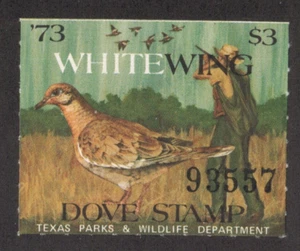 '73 $3
WHITEWING
93557
DOVE STAMP
TEXAS PARKS & WILDLIFE DEPARTMENT